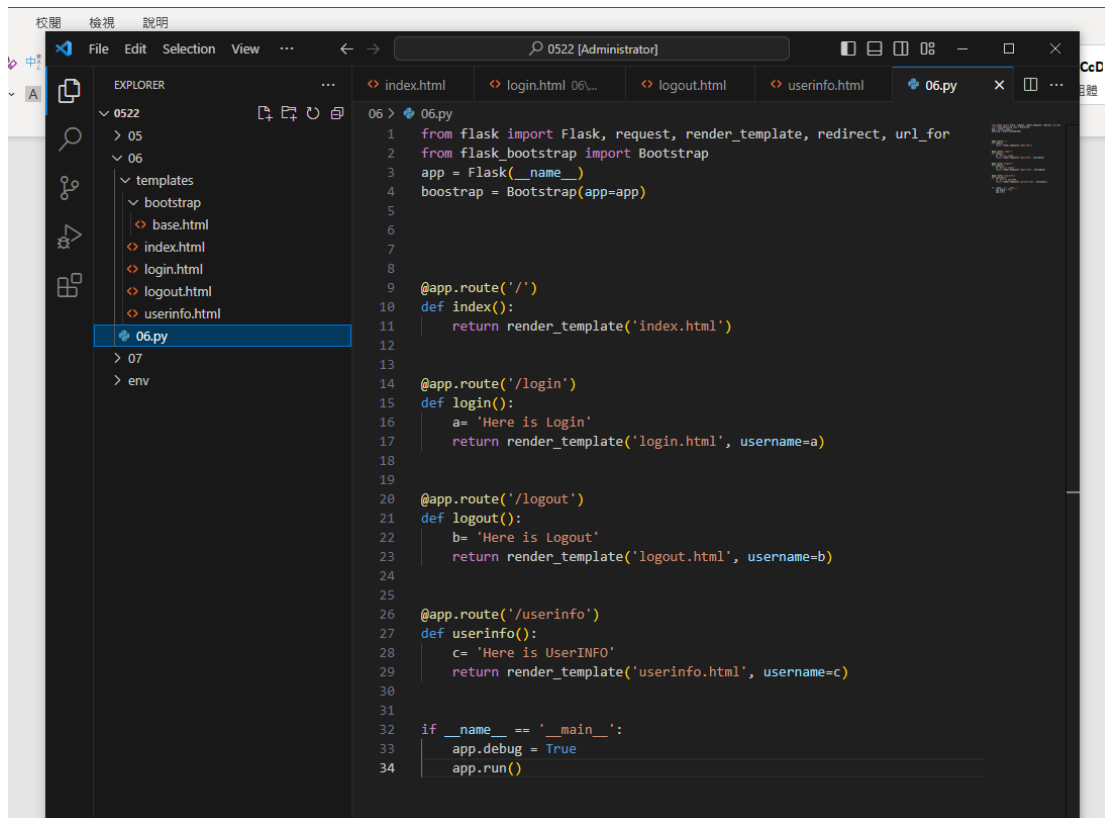 校閱 檢視 說明
File Edit Selection View ··· ← → 0522 [Administrator]
中
A
CcD
EXPLORER ···
index.html login.html 06\... logout.html userinfo.html 06.py
0522
06 > 06.py
05
06
templates
bootstrap
base.html
index.html
login.html
logout.html
userinfo.html
06.py
07
env
1 from flask import Flask, request, render_template, redirect, url_for
2 from flask_bootstrap import Bootstrap
3 app = Flask(__name__)
4 boostrap = Bootstrap(app=app)
5
6
7
8
9 @app.route('/')
10 def index():
11 return render_template('index.html')
12
13
14 @app.route('/login')
15 def login():
16 a= 'Here is Login'
17 return render_template('login.html', username=a)
18
19
20 @app.route('/logout')
21 def logout():
22 b= 'Here is Logout'
23 return render_template('logout.html', username=b)
24
25
26 @app.route('/userinfo')
27 def userinfo():
28 c= 'Here is UserINFO'
29 return render_template('userinfo.html', username=c)
30
31
32 if __name__ == '__main__':
33 app.debug = True
34 app.run()